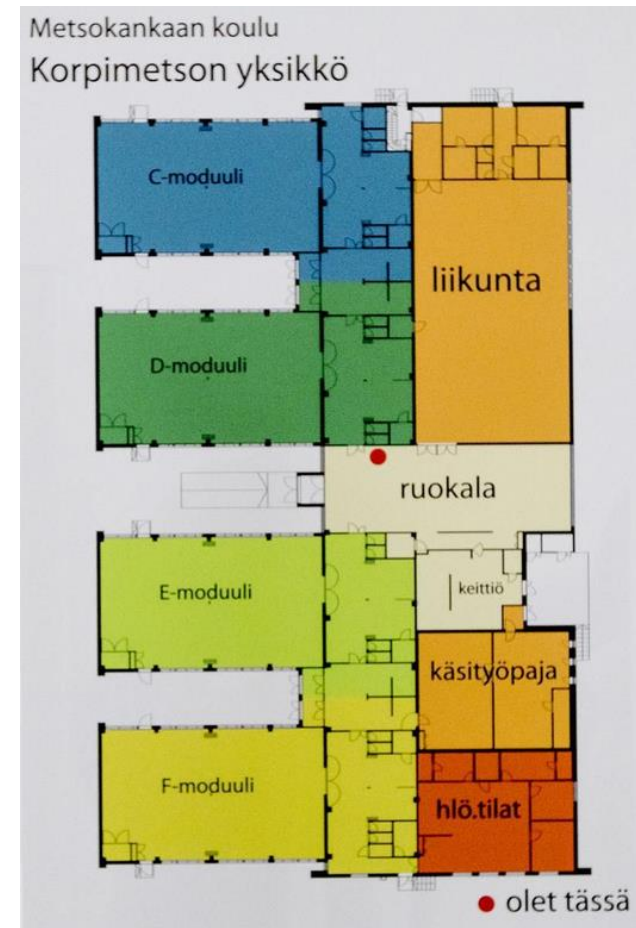 Metsokankaan koulu
Korpimetson yksikkö
C-moduuli
liikunta
D-moduuli
ruokala
E-moduuli
keittiö
käsityöpaja
F-moduuli
hlö.tilat
olet tässä